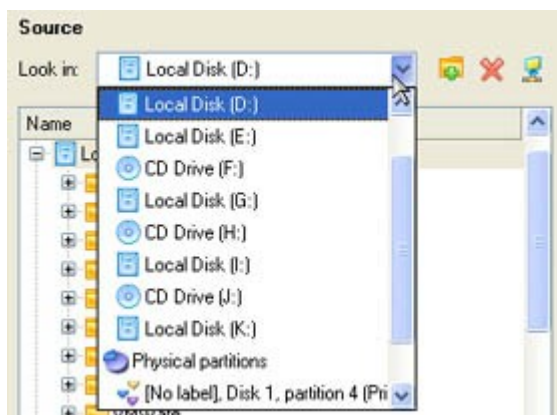 Source
Look in: Local Disk (D:)
Name
Local Disk (D:)
Local Disk (E:)
CD Drive (F:)
Local Disk (G:)
CD Drive (H:)
Local Disk (I:)
CD Drive (J:)
Local Disk (K:)
Physical partitions
[No label], Disk 1, partition 4 (Pri